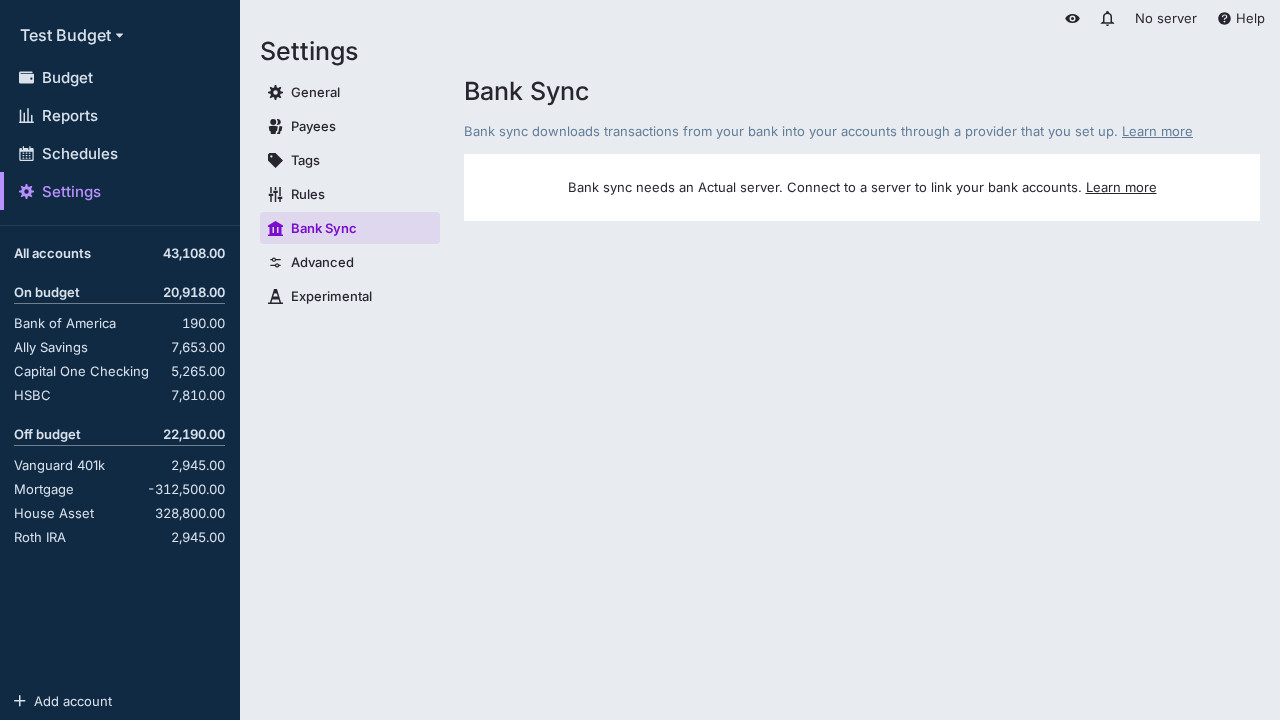 Test Budget
Budget
Reports
Schedules
Settings
All accounts 43,108.00
On budget 20,918.00
Bank of America 190.00
Ally Savings 7,653.00
Capital One Checking 5,265.00
HSBC 7,810.00
Off budget 22,190.00
Vanguard 401k 2,945.00
Mortgage -312,500.00
House Asset 328,800.00
Roth IRA 2,945.00
Add account
No server
Help
Settings
General
Payees
Tags
Rules
Bank Sync
Advanced
Experimental
Bank Sync
Bank sync downloads transactions from your bank into your accounts through a provider that you set up. Learn more
Bank sync needs an Actual server. Connect to a server to link your bank accounts. Learn more